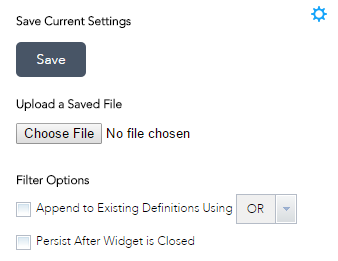 Save Current Settings
Save
Upload a Saved File
Choose File No file chosen
Filter Options
Append to Existing Definitions Using OR
Persist After Widget is Closed